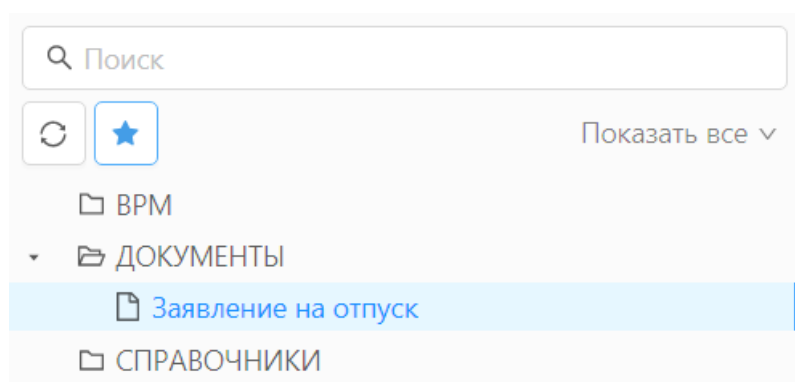 Поиск
Показать все
BPM
ДОКУМЕНТЫ
Заявление на отпуск
СПРАВОЧНИКИ